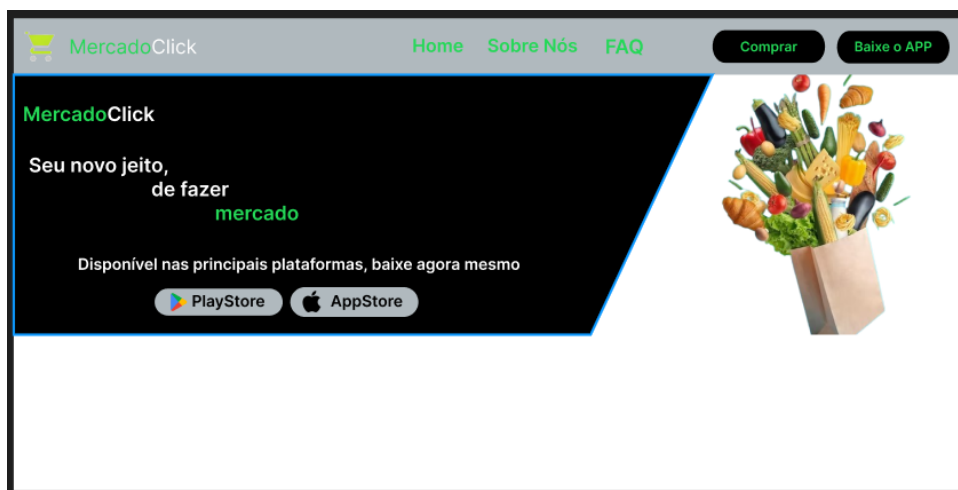 MercadoClick
Home
Sobre Nós
FAQ
Comprar
Baixe o APP
MercadoClick
Seu novo jeito,
de fazer
mercado
Disponível nas principais plataformas, baixe agora mesmo
PlayStore
AppStore